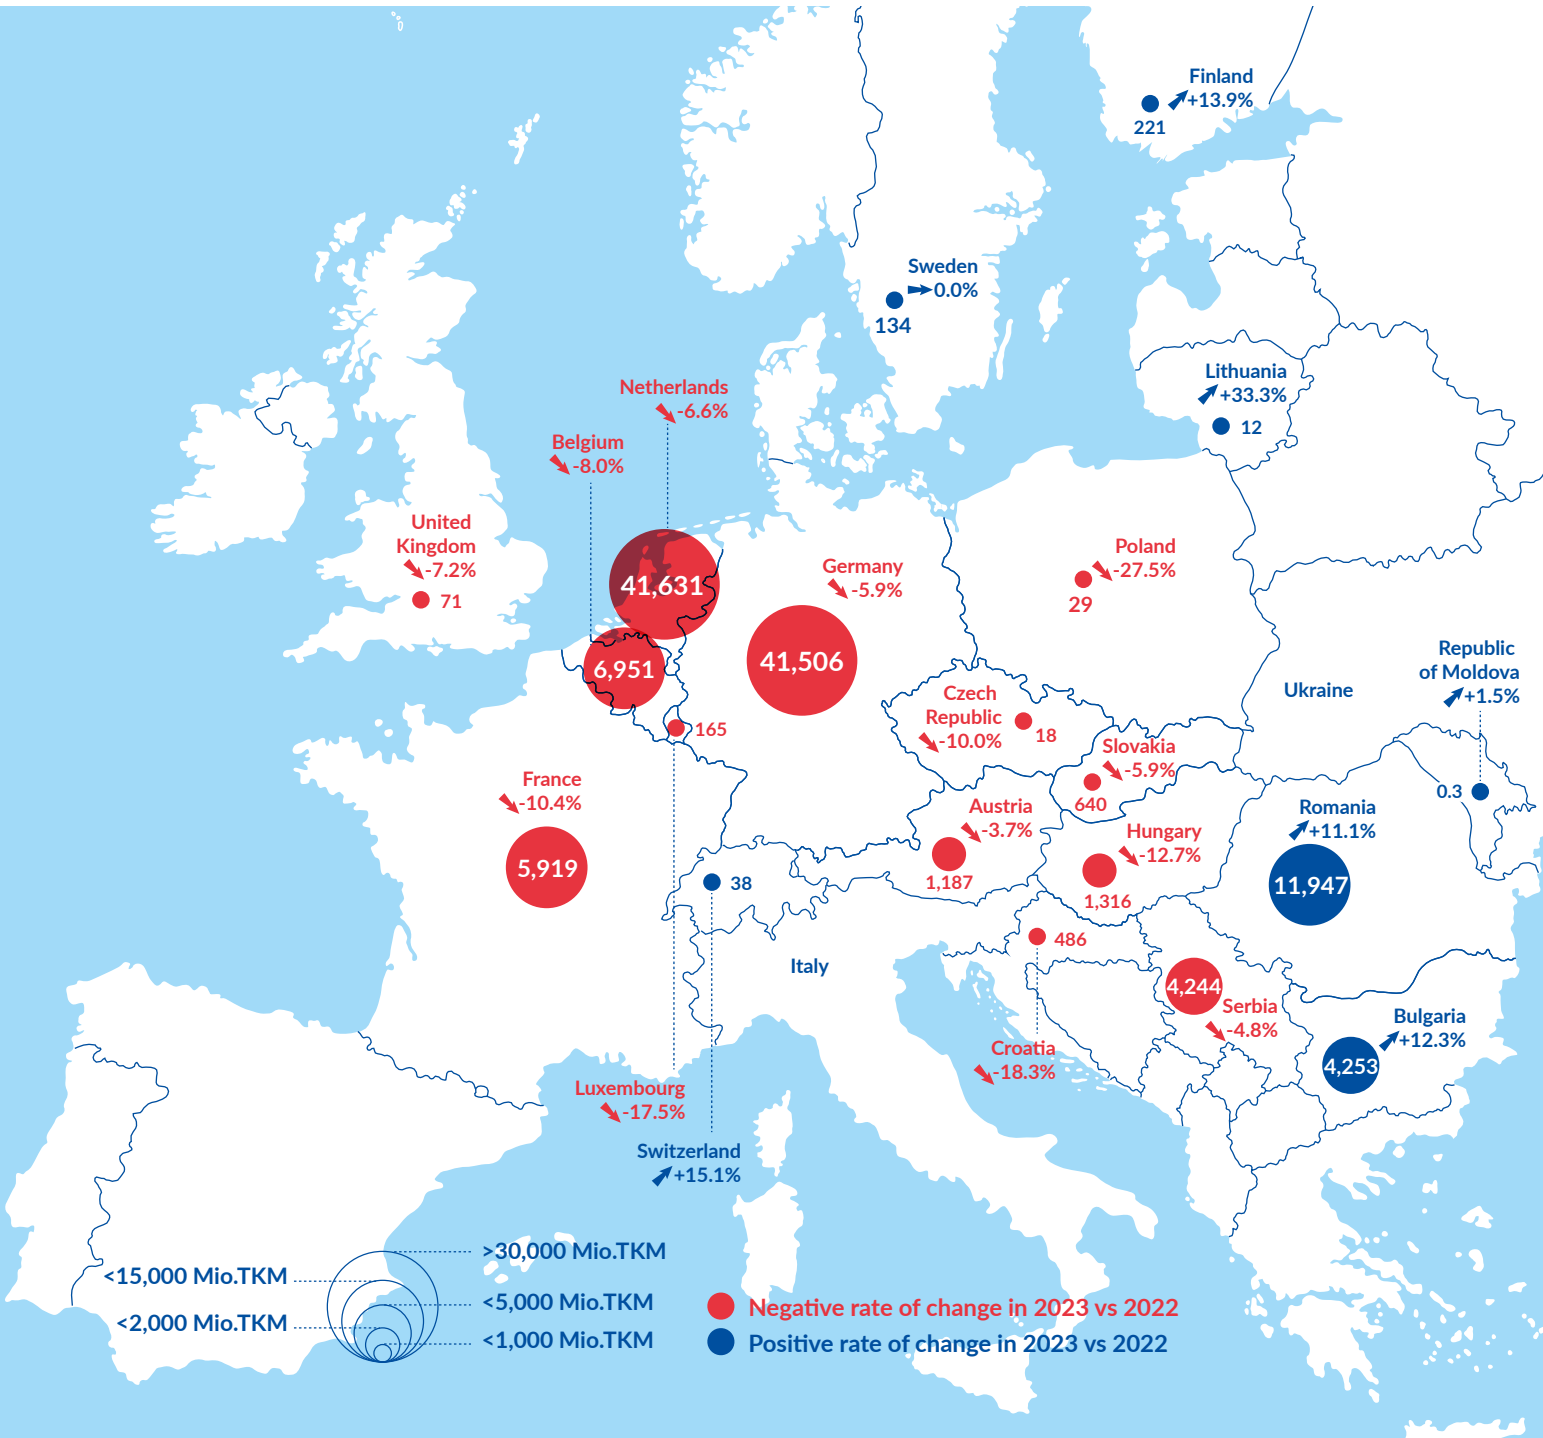 Finland
+13.9%
221
Sweden
0.0%
134
Lithuania
+33.3%
12
Netherlands
-6.6%
41,631
Belgium
-8.0%
6,951
United
Kingdom
-7.2%
71
Germany
-5.9%
41,506
Poland
-27.5%
29
Republic
of Moldova
+1.5%
0.3
Ukraine
Czech
Republic
-10.0%
18
165
Slovakia
-5.9%
640
France
-10.4%
5,919
Austria
-3.7%
1,187
Hungary
-12.7%
1,316
Romania
+11.1%
11,947
38
486
Italy
4,244
Serbia
-4.8%
Bulgaria
+12.3%
4,253
Croatia
-18.3%
Luxembourg
-17.5%
Switzerland
+15.1%
>30,000 Mio.TKM
<15,000 Mio.TKM
<5,000 Mio.TKM
<2,000 Mio.TKM
<1,000 Mio.TKM
Negative rate of change in 2023 vs 2022
Positive rate of change in 2023 vs 2022